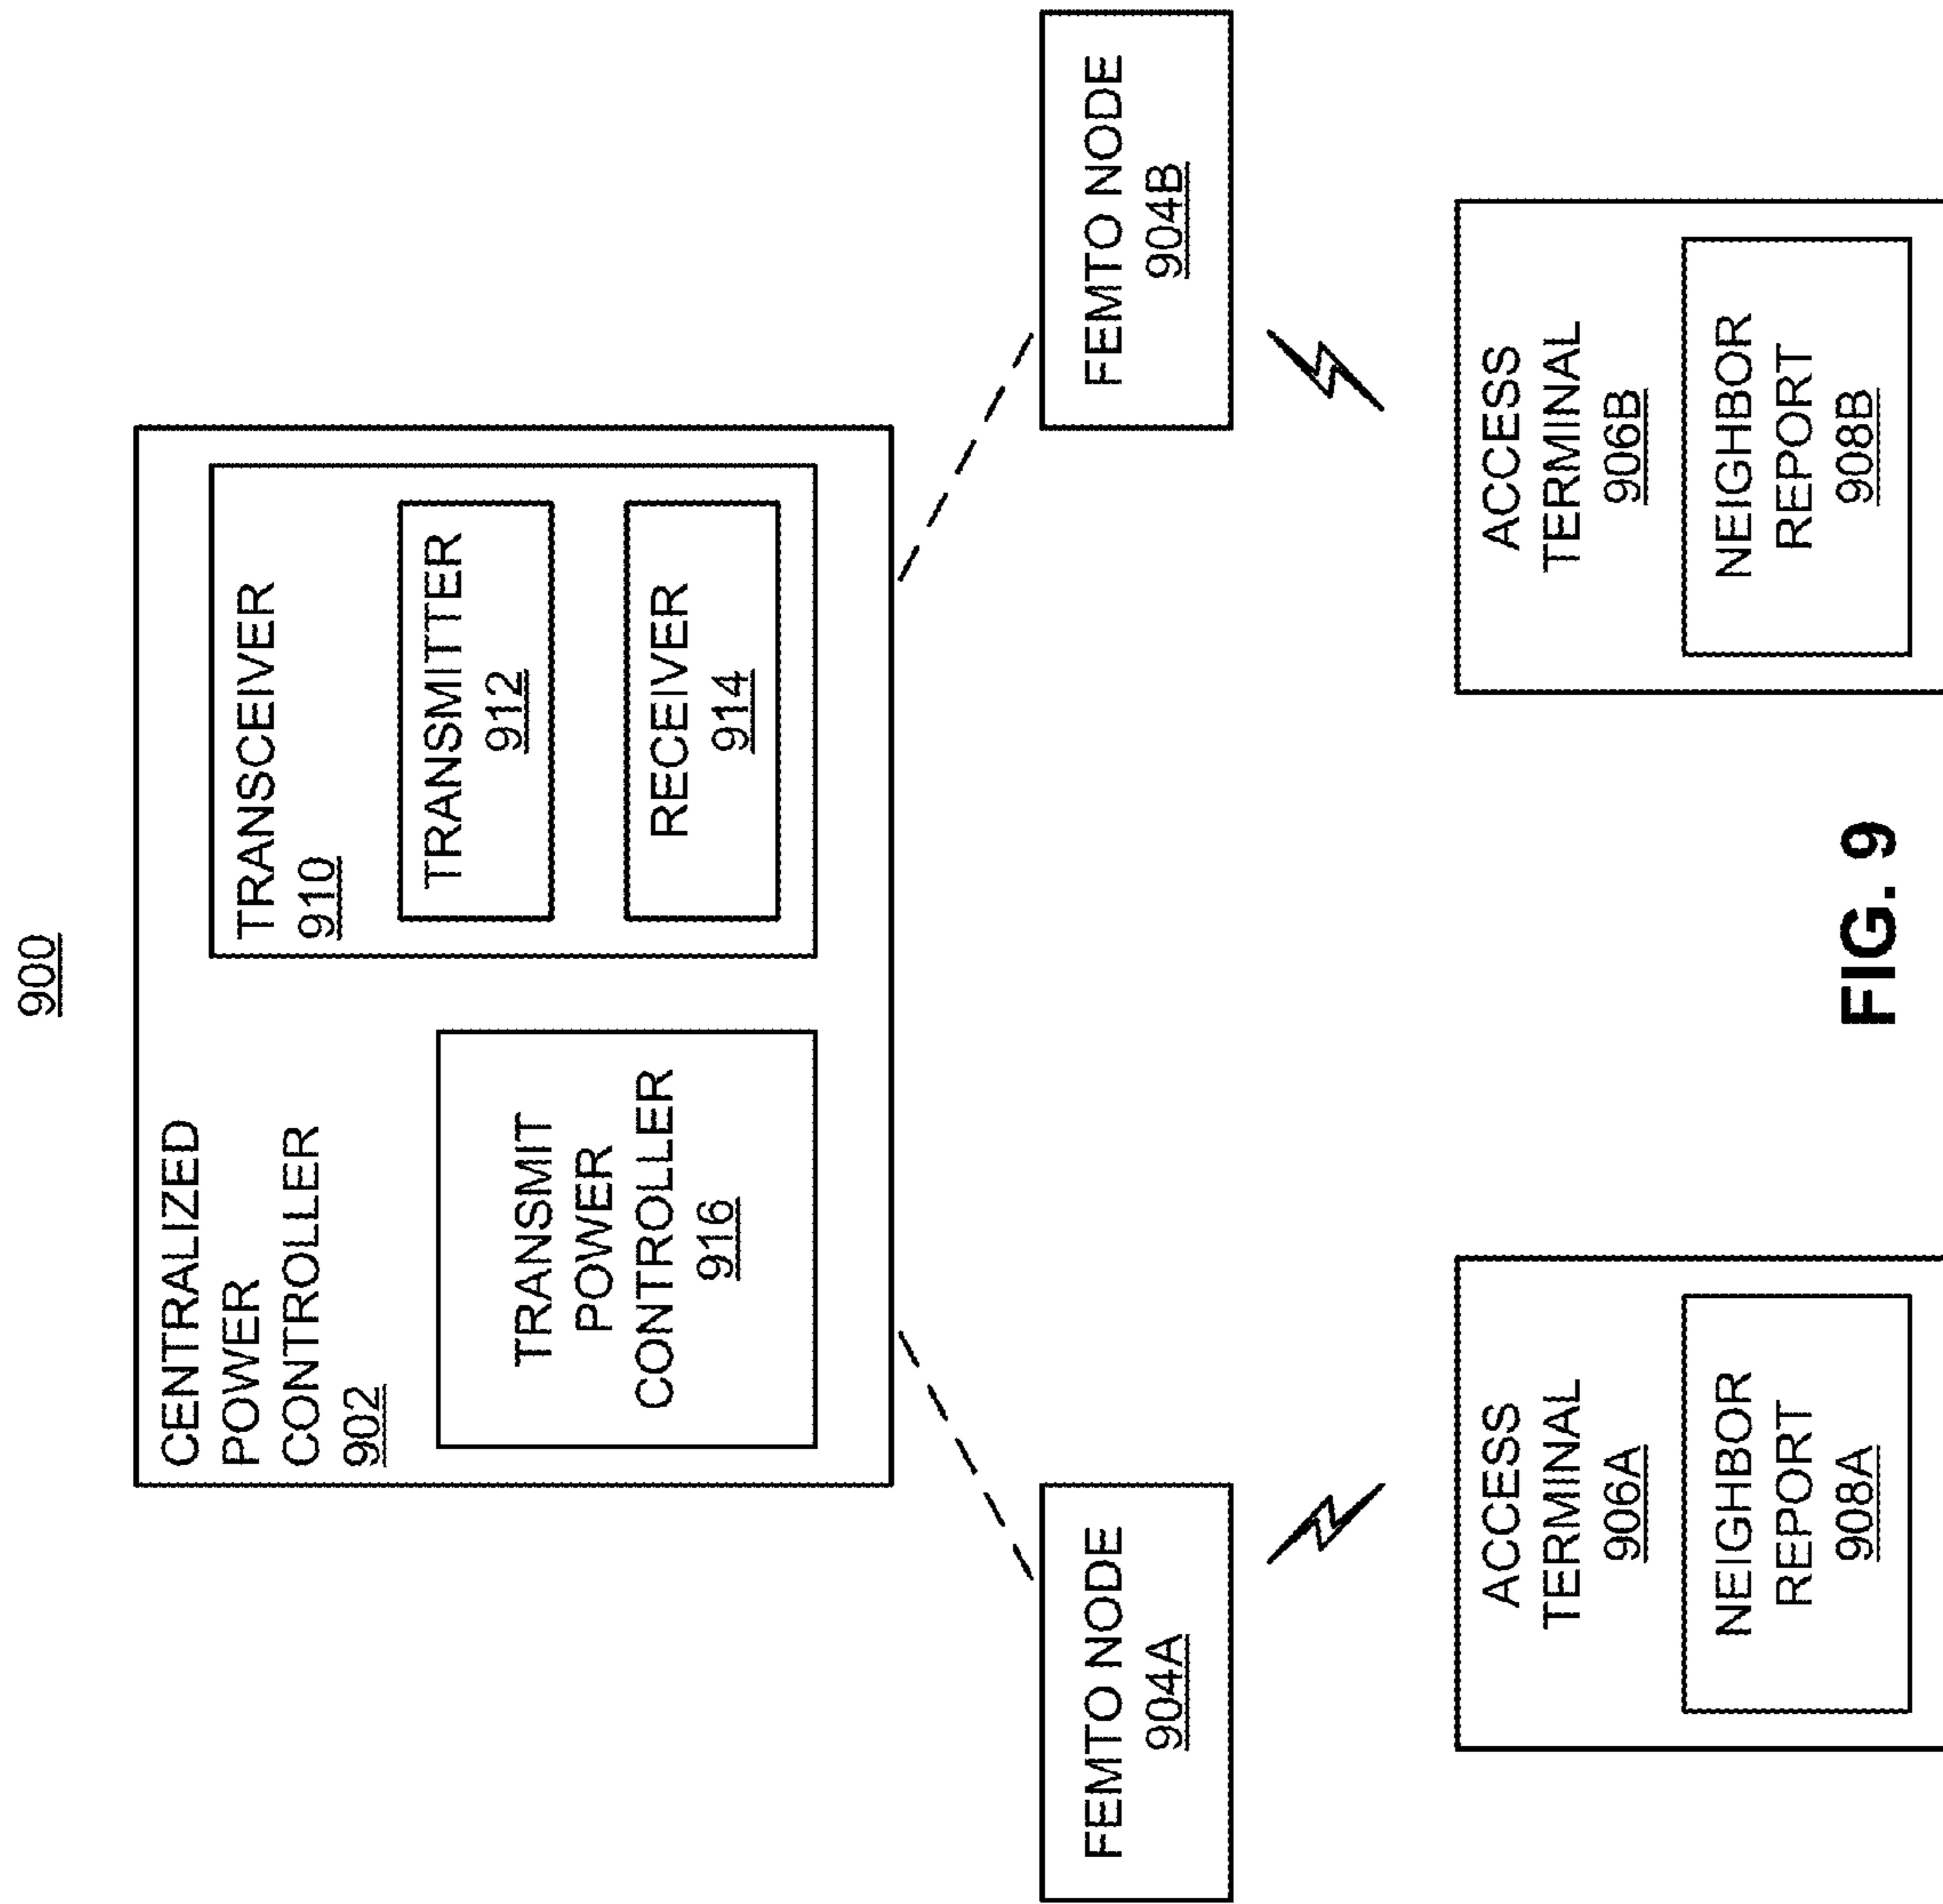 900
CENTRALIZED
POWER
CONTROLLER
902
TRANSMIT
POWER
CONTROLLER
916
TRANSCEIVER
910
TRANSMITTER
912
RECEIVER
914
FEMTO NODE
904A
FEMTO NODE
904B
ACCESS
TERMINAL
906A
NEIGHBOR
REPORT
908A
ACCESS
TERMINAL
906B
NEIGHBOR
REPORT
908B
FIG. 9